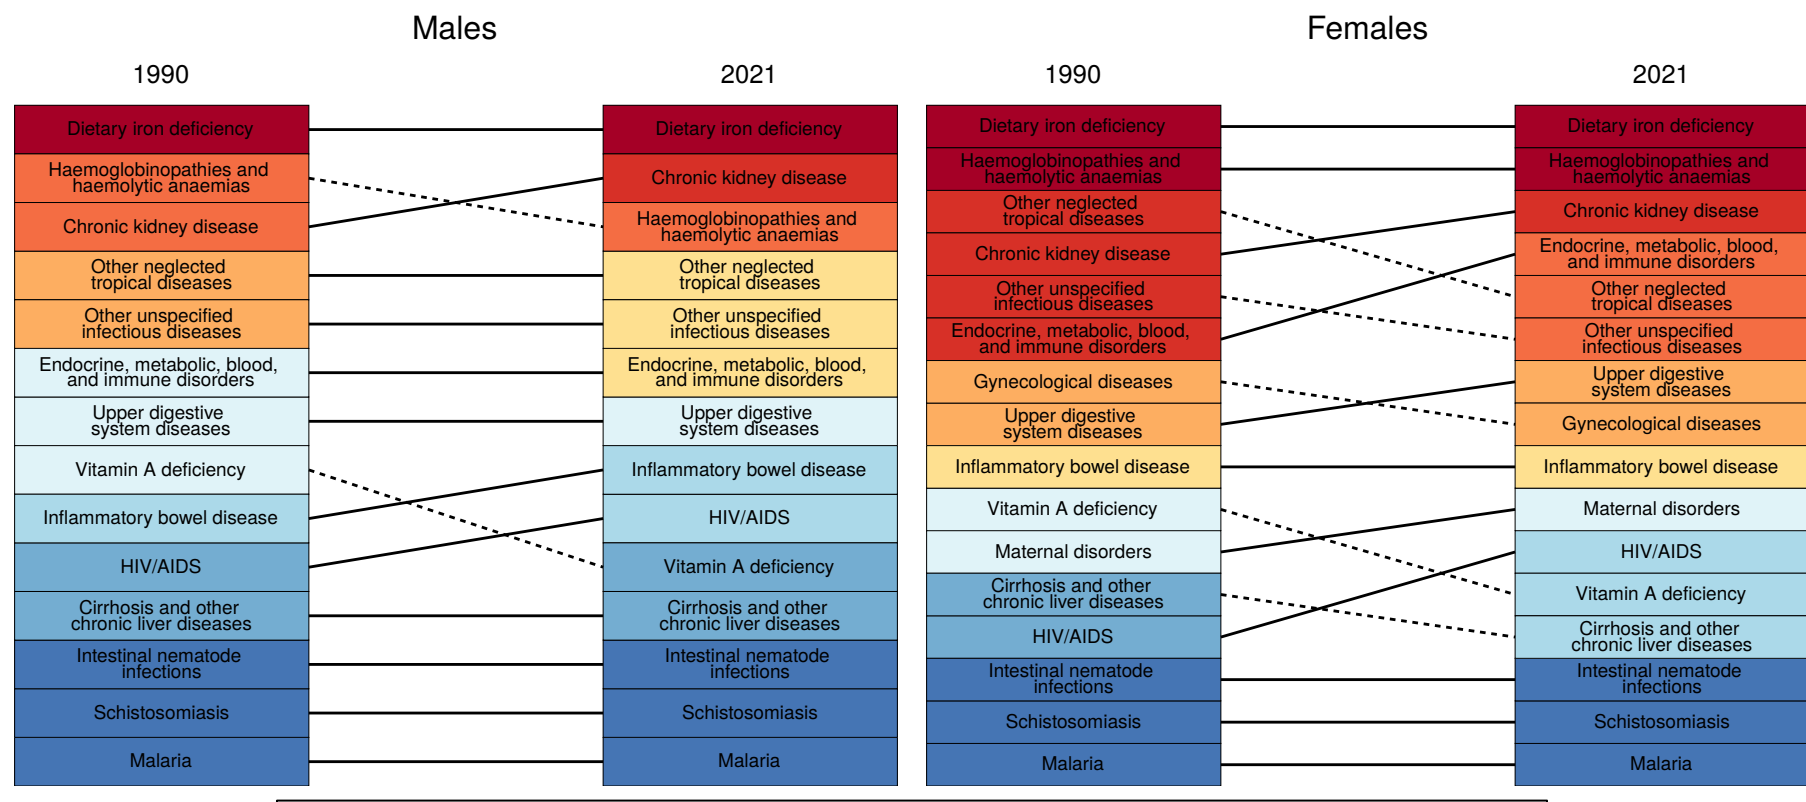 Males
1990
2021
Dietary iron deficiency
Haemoglobinopathies and
haemolytic anaemias
Chronic kidney disease
Other neglected
tropical diseases
Other unspecified
infectious diseases
Endocrine, metabolic, blood,
and immune disorders
Upper digestive
system diseases
Vitamin A deficiency
Inflammatory bowel disease
HIV/AIDS
Cirrhosis and other
chronic liver diseases
Intestinal nematode
infections
Schistosomiasis
Malaria
Dietary iron deficiency
Chronic kidney disease
Haemoglobinopathies and
haemolytic anaemias
Other neglected
tropical diseases
Other unspecified
infectious diseases
Endocrine, metabolic, blood,
and immune disorders
Upper digestive
system diseases
Inflammatory bowel disease
HIV/AIDS
Vitamin A deficiency
Cirrhosis and other
chronic liver diseases
Intestinal nematode
infections
Schistosomiasis
Malaria
Females
1990
2021
Dietary iron deficiency
Haemoglobinopathies and
haemolytic anaemias
Other neglected
tropical diseases
Chronic kidney disease
Other unspecified
infectious diseases
Endocrine, metabolic, blood,
and immune disorders
Gynecological diseases
Upper digestive
system diseases
Inflammatory bowel disease
Vitamin A deficiency
Maternal disorders
Cirrhosis and other
chronic liver diseases
HIV/AIDS
Intestinal nematode
infections
Schistosomiasis
Malaria
Dietary iron deficiency
Haemoglobinopathies and
haemolytic anaemias
Chronic kidney disease
Endocrine, metabolic, blood,
and immune disorders
Other neglected
tropical diseases
Other unspecified
infectious diseases
Upper digestive
system diseases
Gynecological diseases
Inflammatory bowel disease
Maternal disorders
HIV/AIDS
Vitamin A deficiency
Cirrhosis and other
chronic liver diseases
Intestinal nematode
infections
Schistosomiasis
Malaria